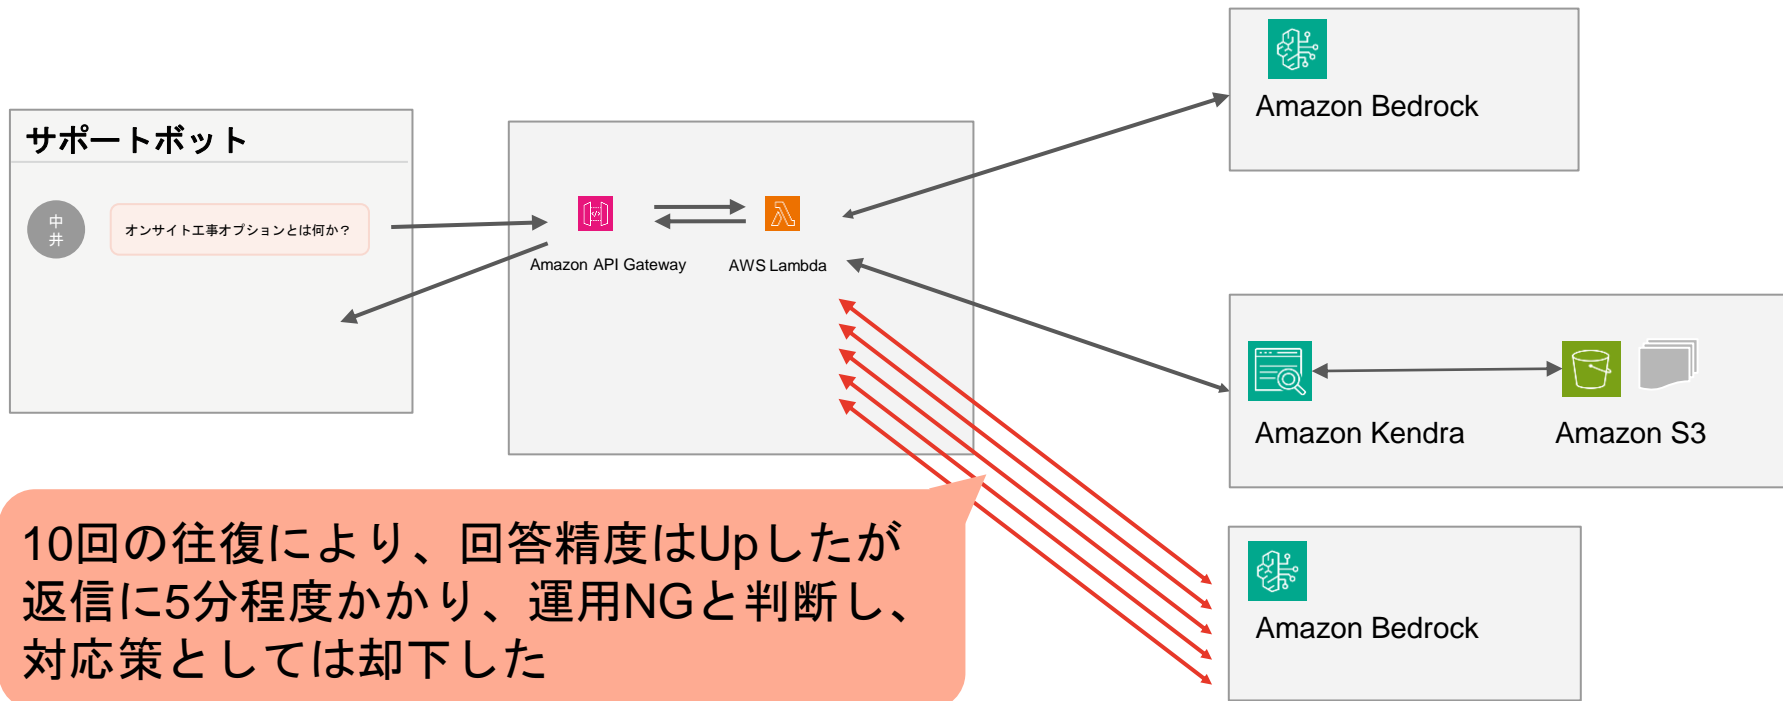 サポートボット
中
井
オンサイト工事オプションとは何か？
Amazon API Gateway
AWS Lambda
Amazon Bedrock
Amazon Kendra
Amazon S3
Amazon Bedrock
10回の往復により、回答精度はUpしたが
返信に5分程度かかり、運用NGと判断し、
対応策としては却下した